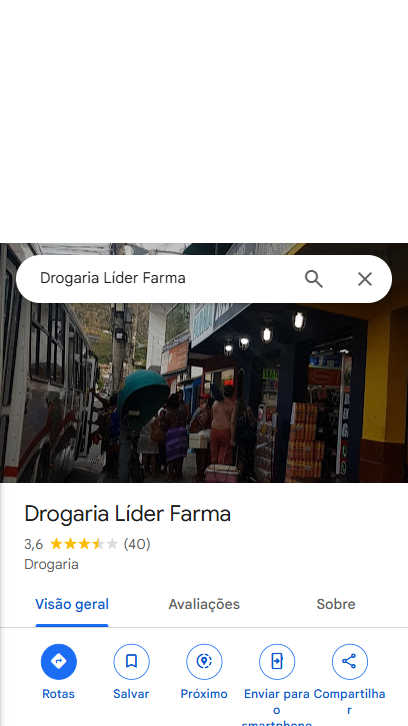 Drogaria Líder Farma
Drogaria Líder Farma
3,6 (40)
Drogaria
Visão geral Avaliações Sobre
Rotas Salvar Próximo Enviar para o smartphone Compartilhar